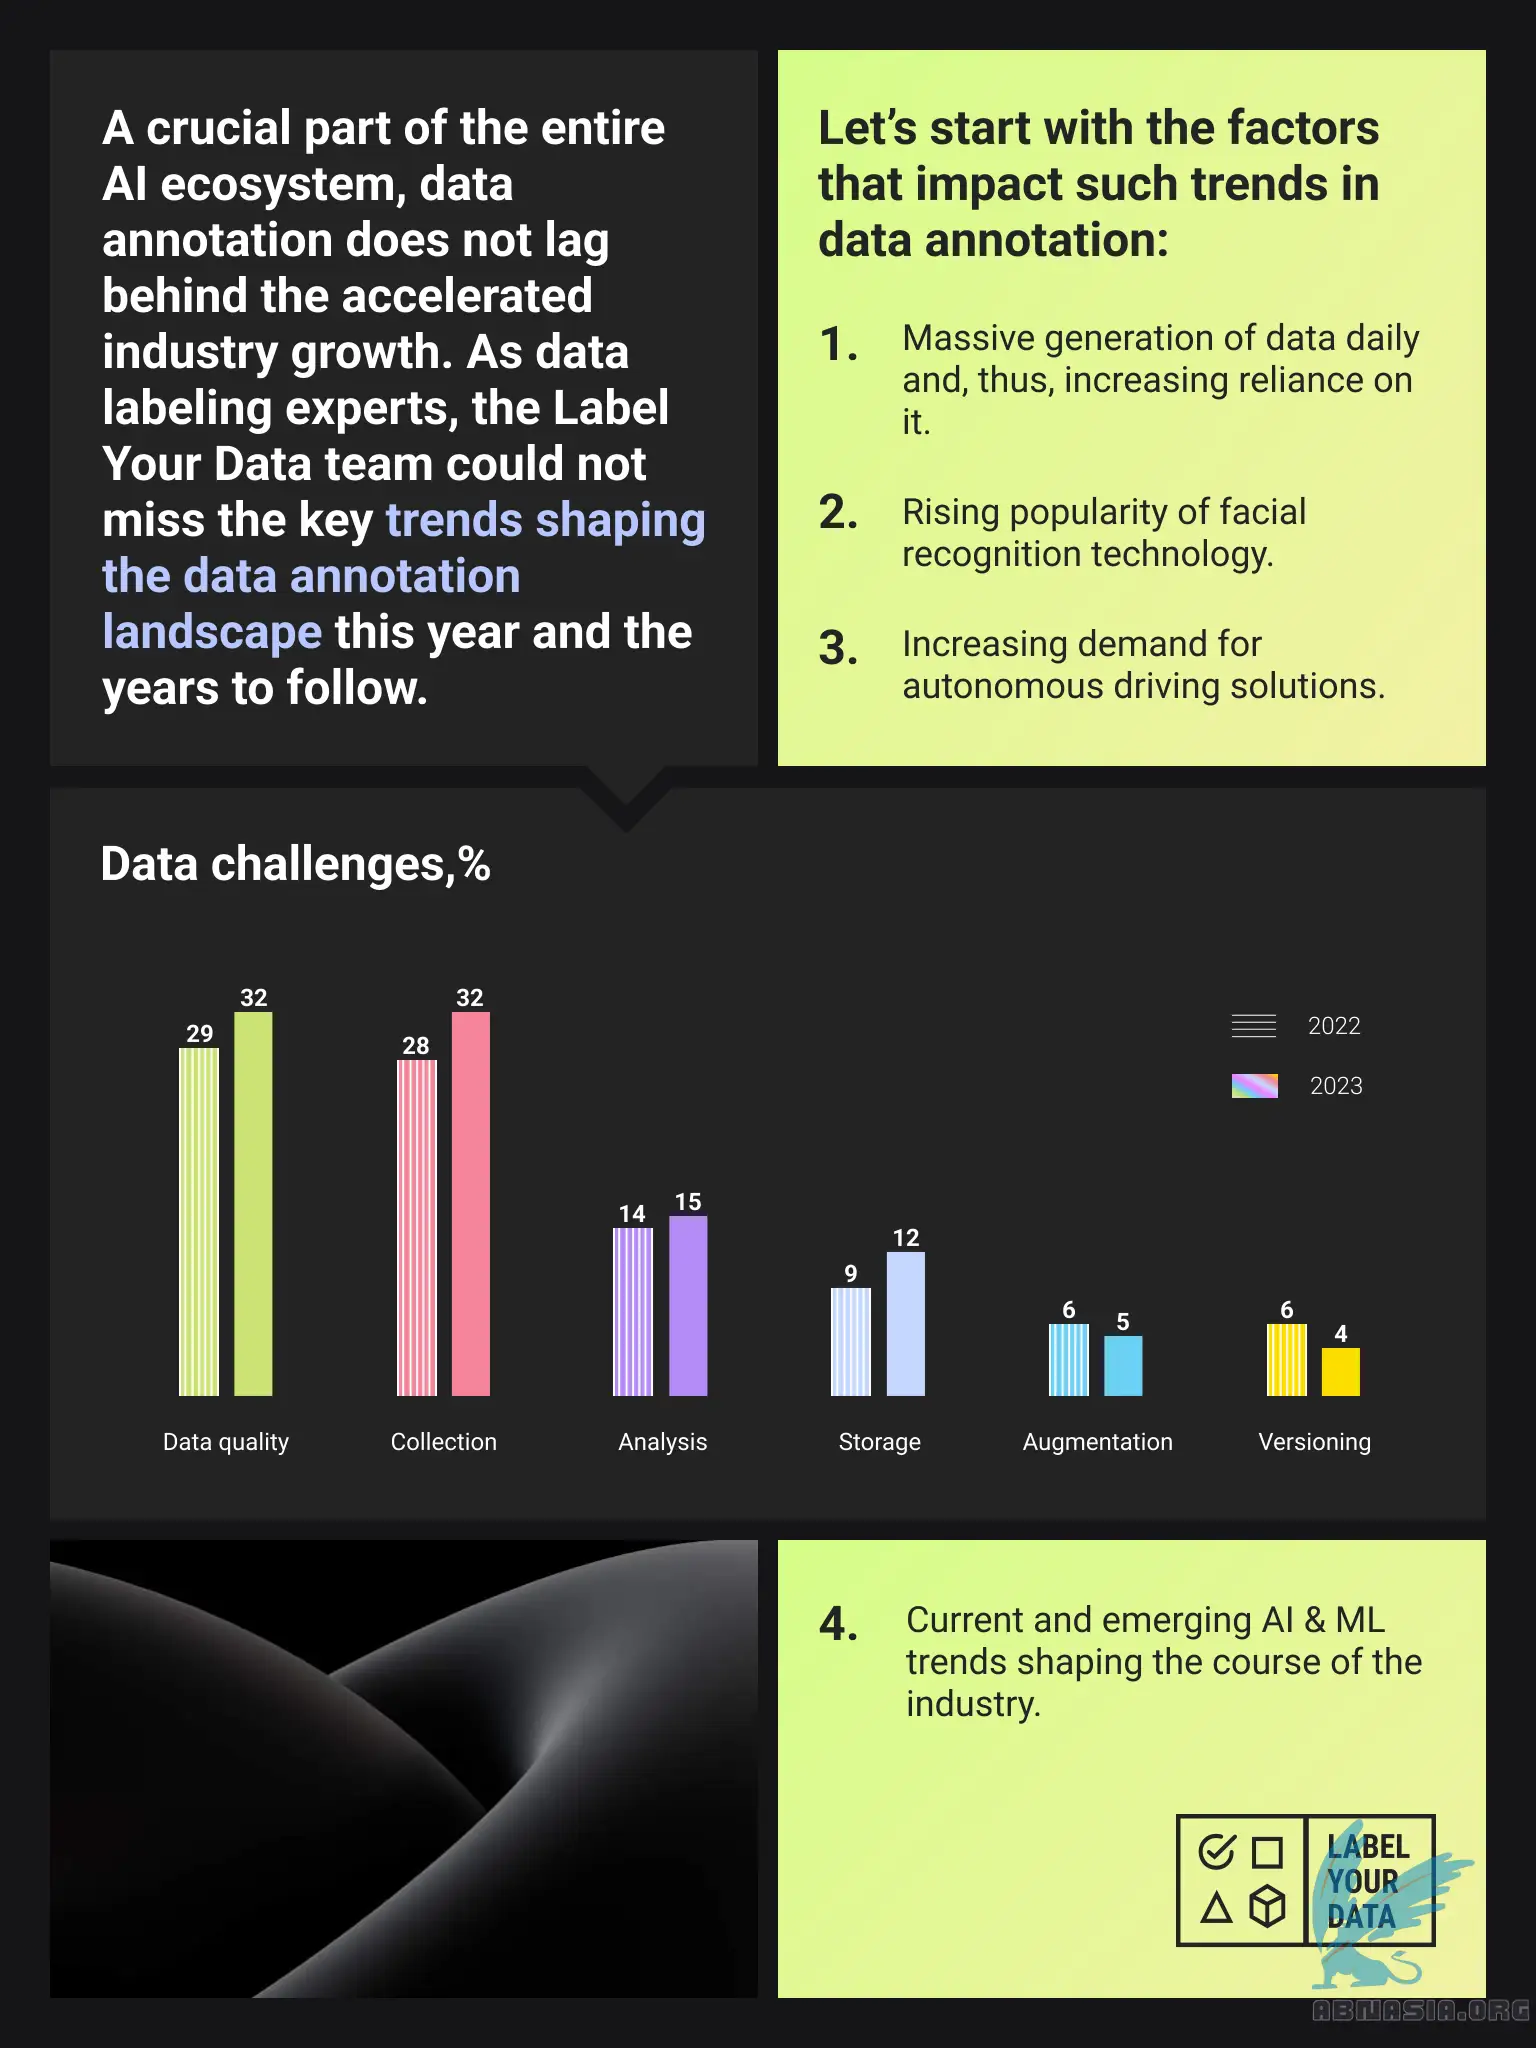 A crucial part of the entire
AI ecosystem, data
annotation does not lag
behind the accelerated
industry growth. As data
labeling experts, the Label
Your Data team could not
miss the key trends shaping
the data annotation
landscape this year and the
years to follow.
Let's start with the factors
that impact such trends in
data annotation:
1. Massive generation of data daily
and, thus, increasing reliance on
it.
2. Rising popularity of facial
recognition technology.
3. Increasing demand for
autonomous driving solutions.
Data challenges,%
2022
2023
29 32
28 32
14 15
9 12
6 5
6 4
Data quality
Collection
Analysis
Storage
Augmentation
Versioning
4. Current and emerging AI & ML
trends shaping the course of the
industry.
LABEL
YOUR
DATA
ABNASIA.ORG